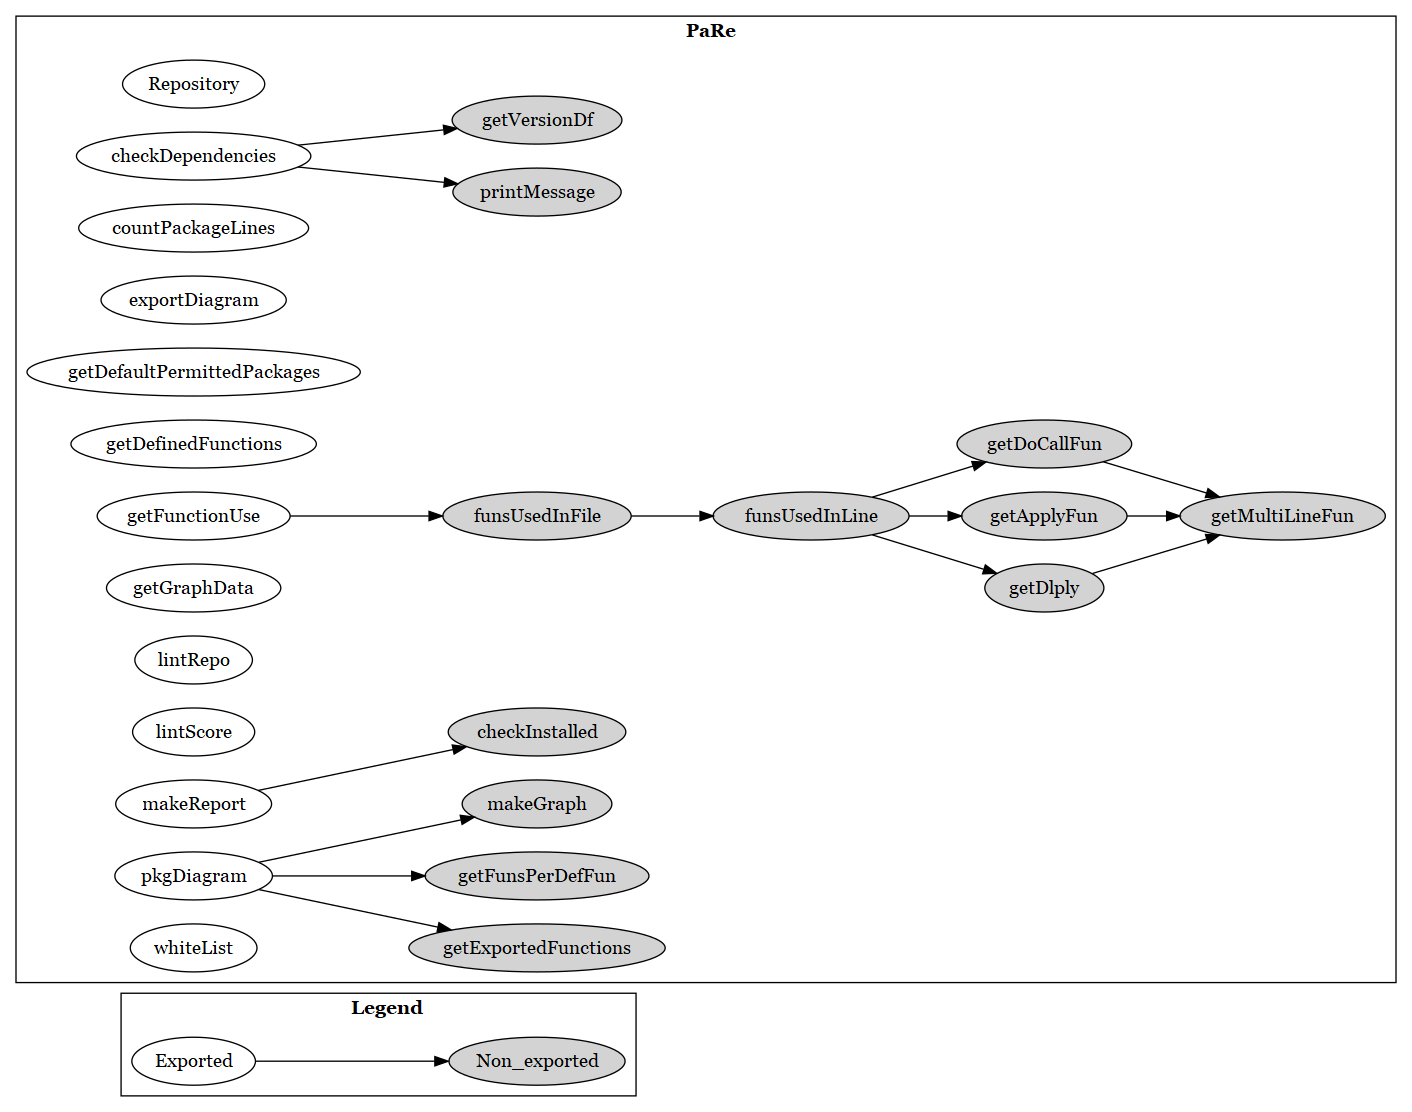 PaRe
Repository
getVersionDf
checkDependencies
printMessage
countPackageLines
exportDiagram
getDefaultPermittedPackages
getDefinedFunctions
getDoCallFun
getFunctionUse
funsUsedInFile
funsUsedInLine
getApplyFun
getMultiLineFun
getGraphData
getDlply
lintRepo
lintScore
checkInstalled
makeReport
makeGraph
pkgDiagram
getFunsPerDefFun
whiteList
getExportedFunctions
Legend
Exported
Non_exported